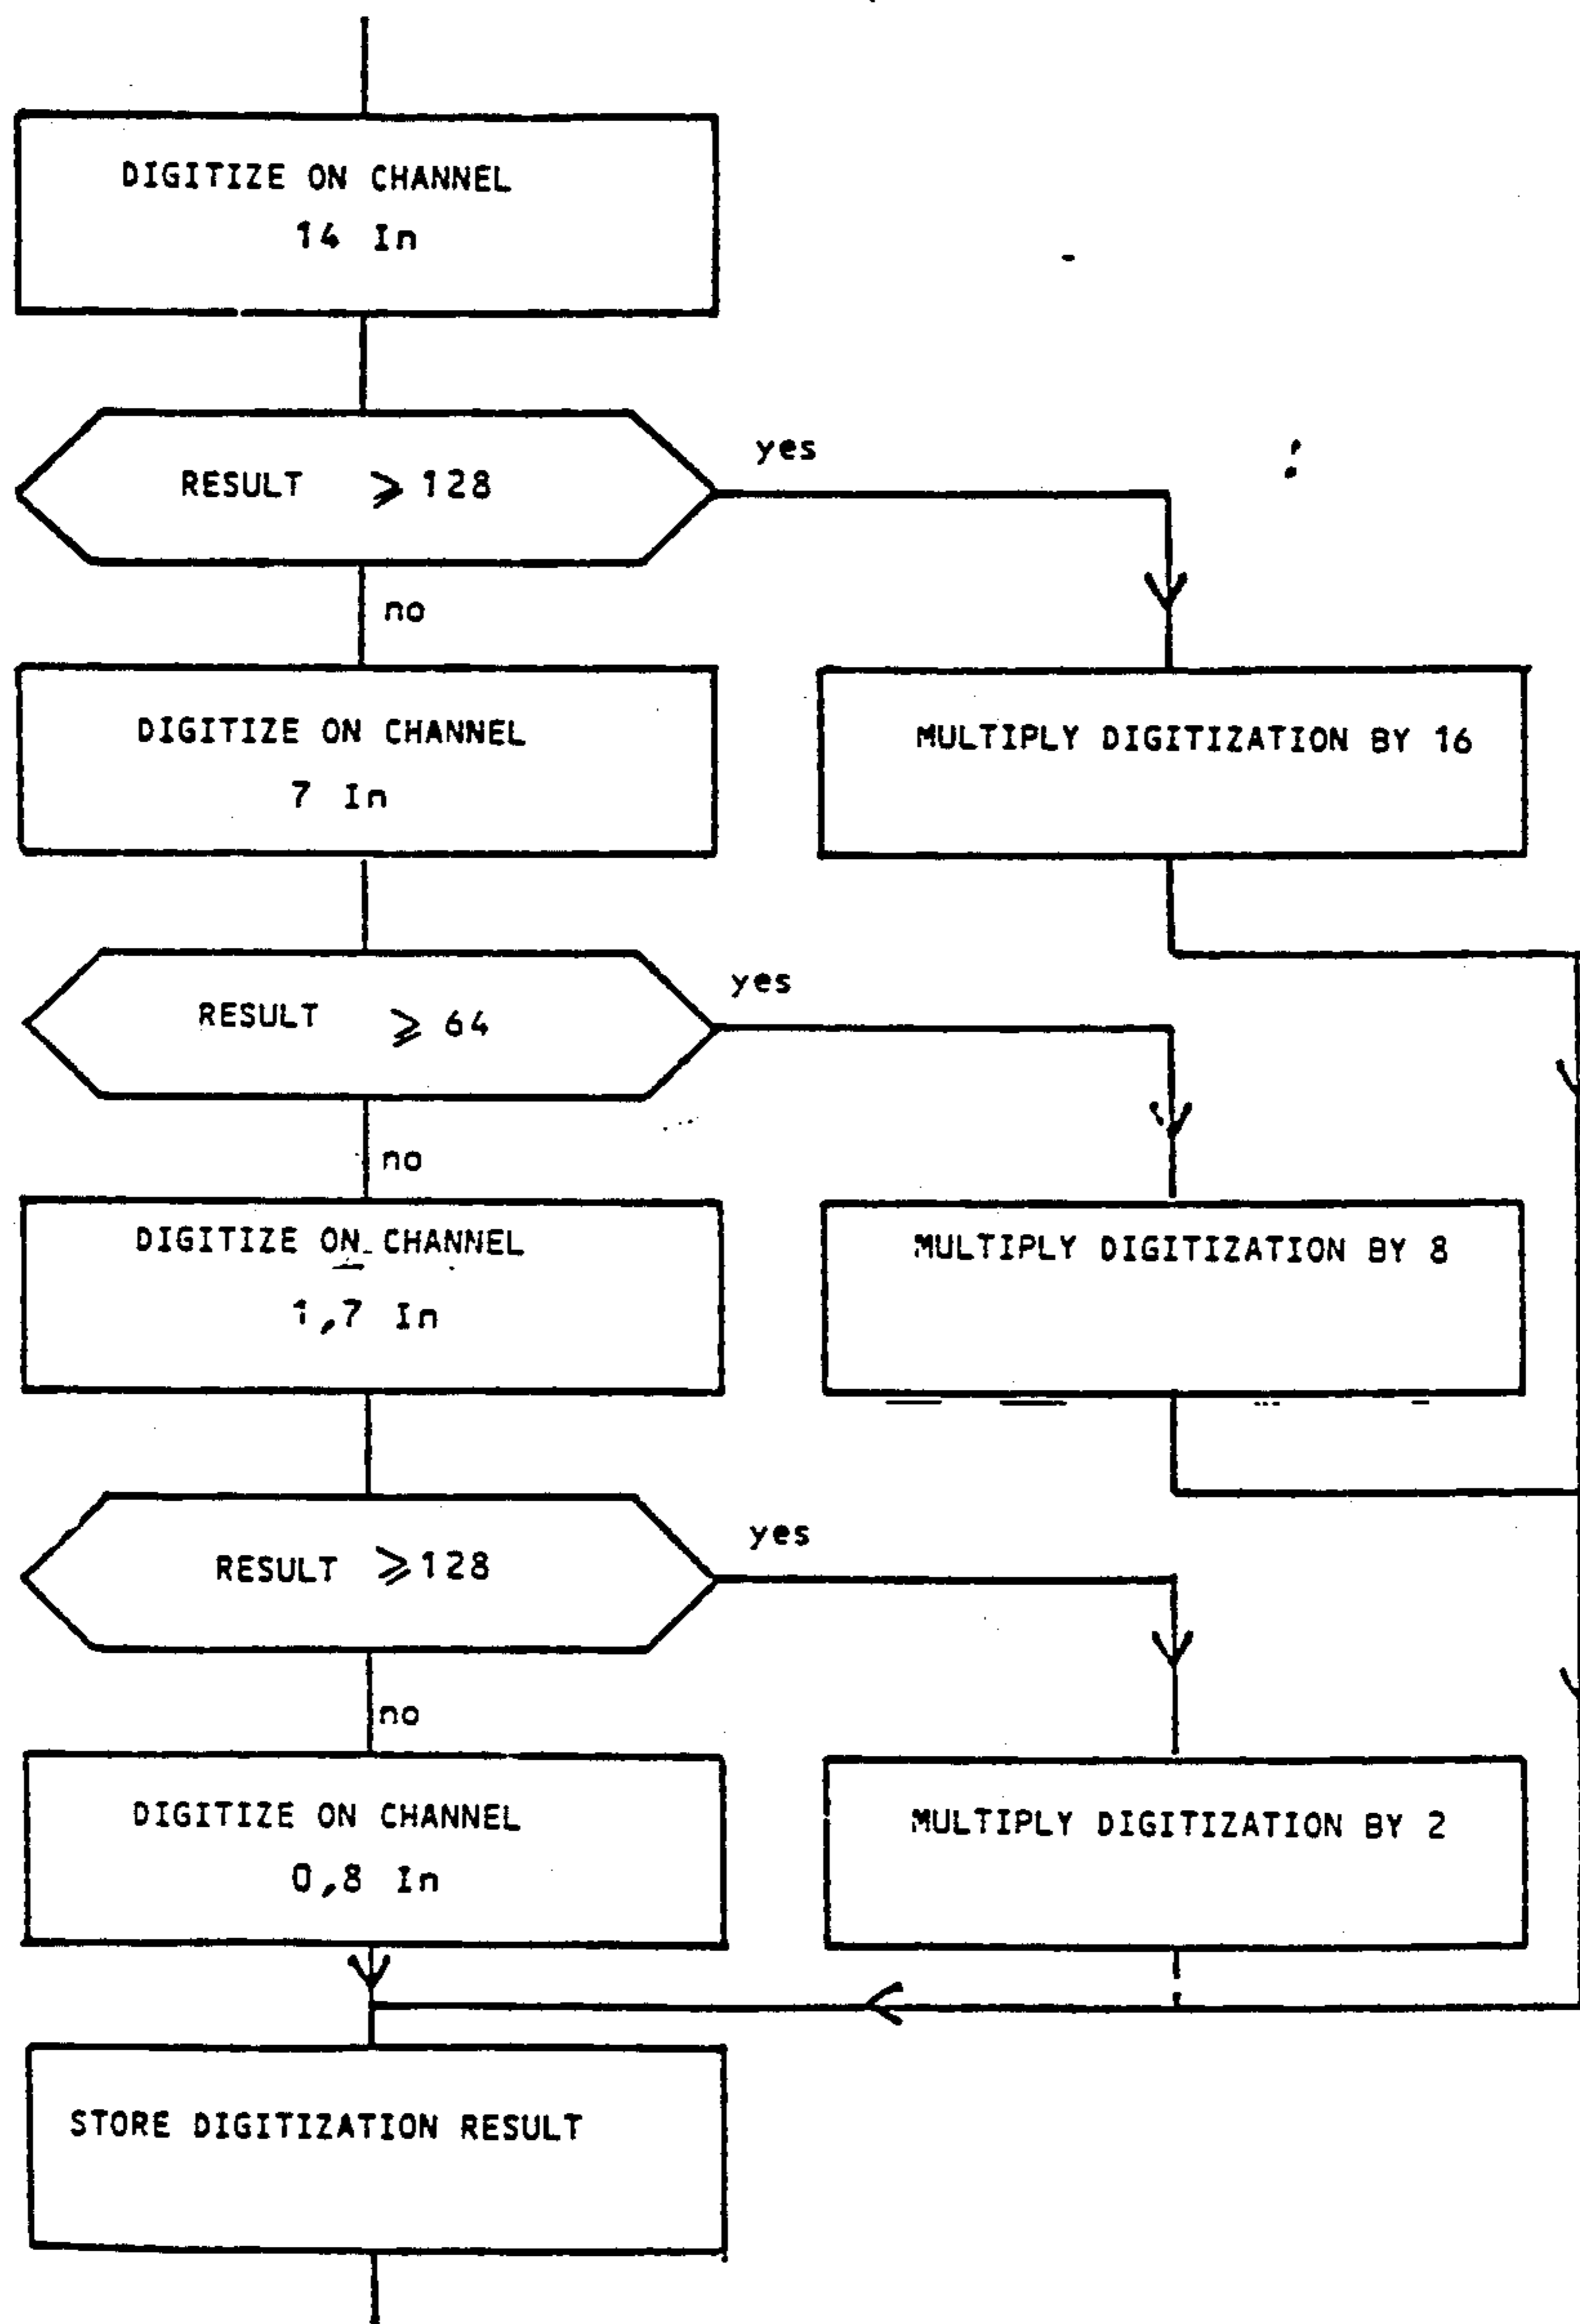 DIGITIZE ON CHANNEL
14 In
RESULT ⩾ 128
yes
no
DIGITIZE ON CHANNEL
7 In
MULTIPLY DIGITIZATION BY 16
RESULT ⩾ 64
yes
no
DIGITIZE ON CHANNEL
1,7 In
MULTIPLY DIGITIZATION BY 8
RESULT ⩾ 128
yes
no
DIGITIZE ON CHANNEL
0,8 In
MULTIPLY DIGITIZATION BY 2
STORE DIGITIZATION RESULT